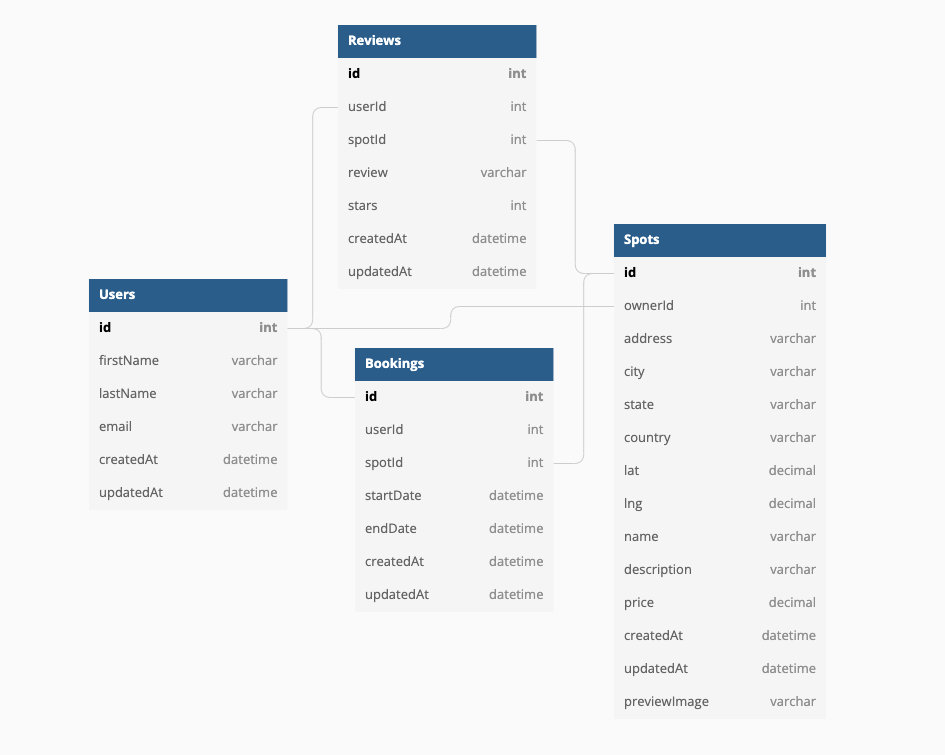 Reviews
id int
userId int
spotId int
review varchar
stars int
createdAt datetime
updatedAt datetime
Users
id int
firstName varchar
lastName varchar
email varchar
createdAt datetime
updatedAt datetime
Bookings
id int
userId int
spotId int
startDate datetime
endDate datetime
createdAt datetime
updatedAt datetime
Spots
id int
ownerId int
address varchar
city varchar
state varchar
country varchar
lat decimal
lng decimal
name varchar
description varchar
price decimal
createdAt datetime
updatedAt datetime
previewImage varchar